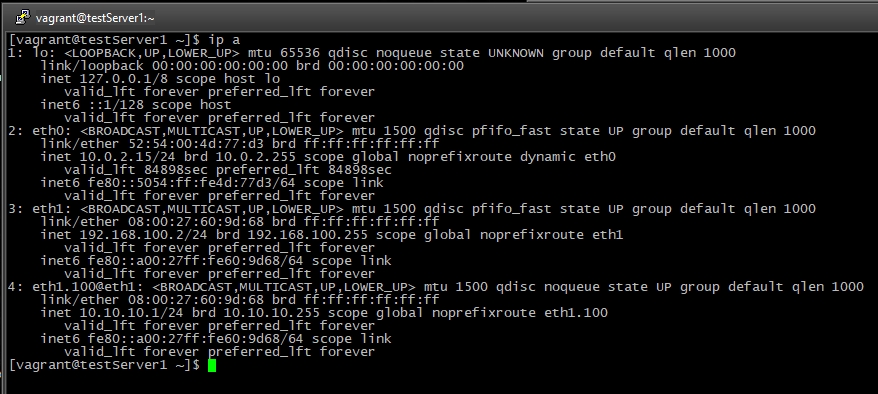 vagrant@testServer1:~
[vagrant@testServer1 ~]$ ip a
1: lo: <LOOPBACK,UP,LOWER_UP> mtu 65536 qdisc noqueue state UNKNOWN group default qlen 1000
    link/loopback 00:00:00:00:00:00 brd 00:00:00:00:00:00
    inet 127.0.0.1/8 scope host lo
       valid_lft forever preferred_lft forever
    inet6 ::1/128 scope host
       valid_lft forever preferred_lft forever
2: eth0: <BROADCAST,MULTICAST,UP,LOWER_UP> mtu 1500 qdisc pfifo_fast state UP group default qlen 1000
    link/ether 52:54:00:4d:77:d3 brd ff:ff:ff:ff:ff:ff
    inet 10.0.2.15/24 brd 10.0.2.255 scope global noprefixroute dynamic eth0
       valid_lft 84898sec preferred_lft 84898sec
    inet6 fe80::5054:ff:fe4d:77d3/64 scope link
       valid_lft forever preferred_lft forever
3: eth1: <BROADCAST,MULTICAST,UP,LOWER_UP> mtu 1500 qdisc pfifo_fast state UP group default qlen 1000
    link/ether 08:00:27:60:9d:68 brd ff:ff:ff:ff:ff:ff
    inet 192.168.100.2/24 brd 192.168.100.255 scope global noprefixroute eth1
       valid_lft forever preferred_lft forever
    inet6 fe80::a00:27ff:fe60:9d68/64 scope link
       valid_lft forever preferred_lft forever
4: eth1.100@eth1: <BROADCAST,MULTICAST,UP,LOWER_UP> mtu 1500 qdisc noqueue state UP group default qlen 1000
    link/ether 08:00:27:60:9d:68 brd ff:ff:ff:ff:ff:ff
    inet 10.10.10.1/24 brd 10.10.10.255 scope global noprefixroute eth1.100
       valid_lft forever preferred_lft forever
    inet6 fe80::a00:27ff:fe60:9d68/64 scope link
       valid_lft forever preferred_lft forever
[vagrant@testServer1 ~]$